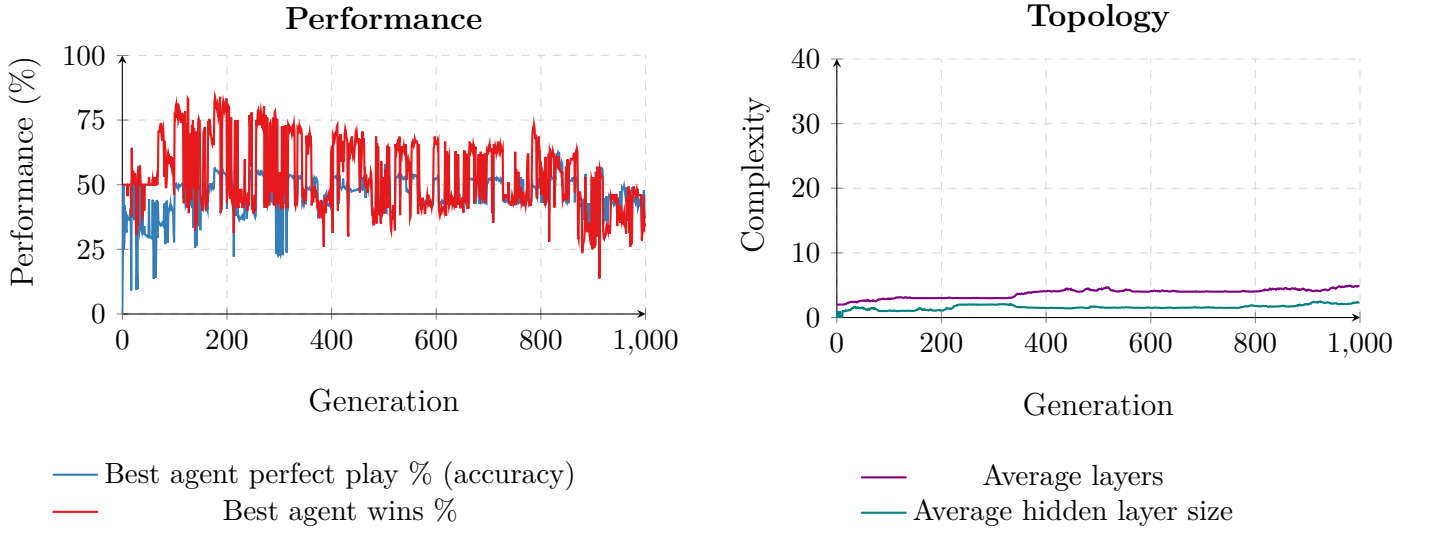 Performance
Performance (%)
100
75
50
25
0
0 200 400 600 800 1,000
Generation
Best agent perfect play % (accuracy)
Best agent wins %
Topology
Complexity
40
30
20
10
0
0 200 400 600 800 1,000
Generation
Average layers
Average hidden layer size